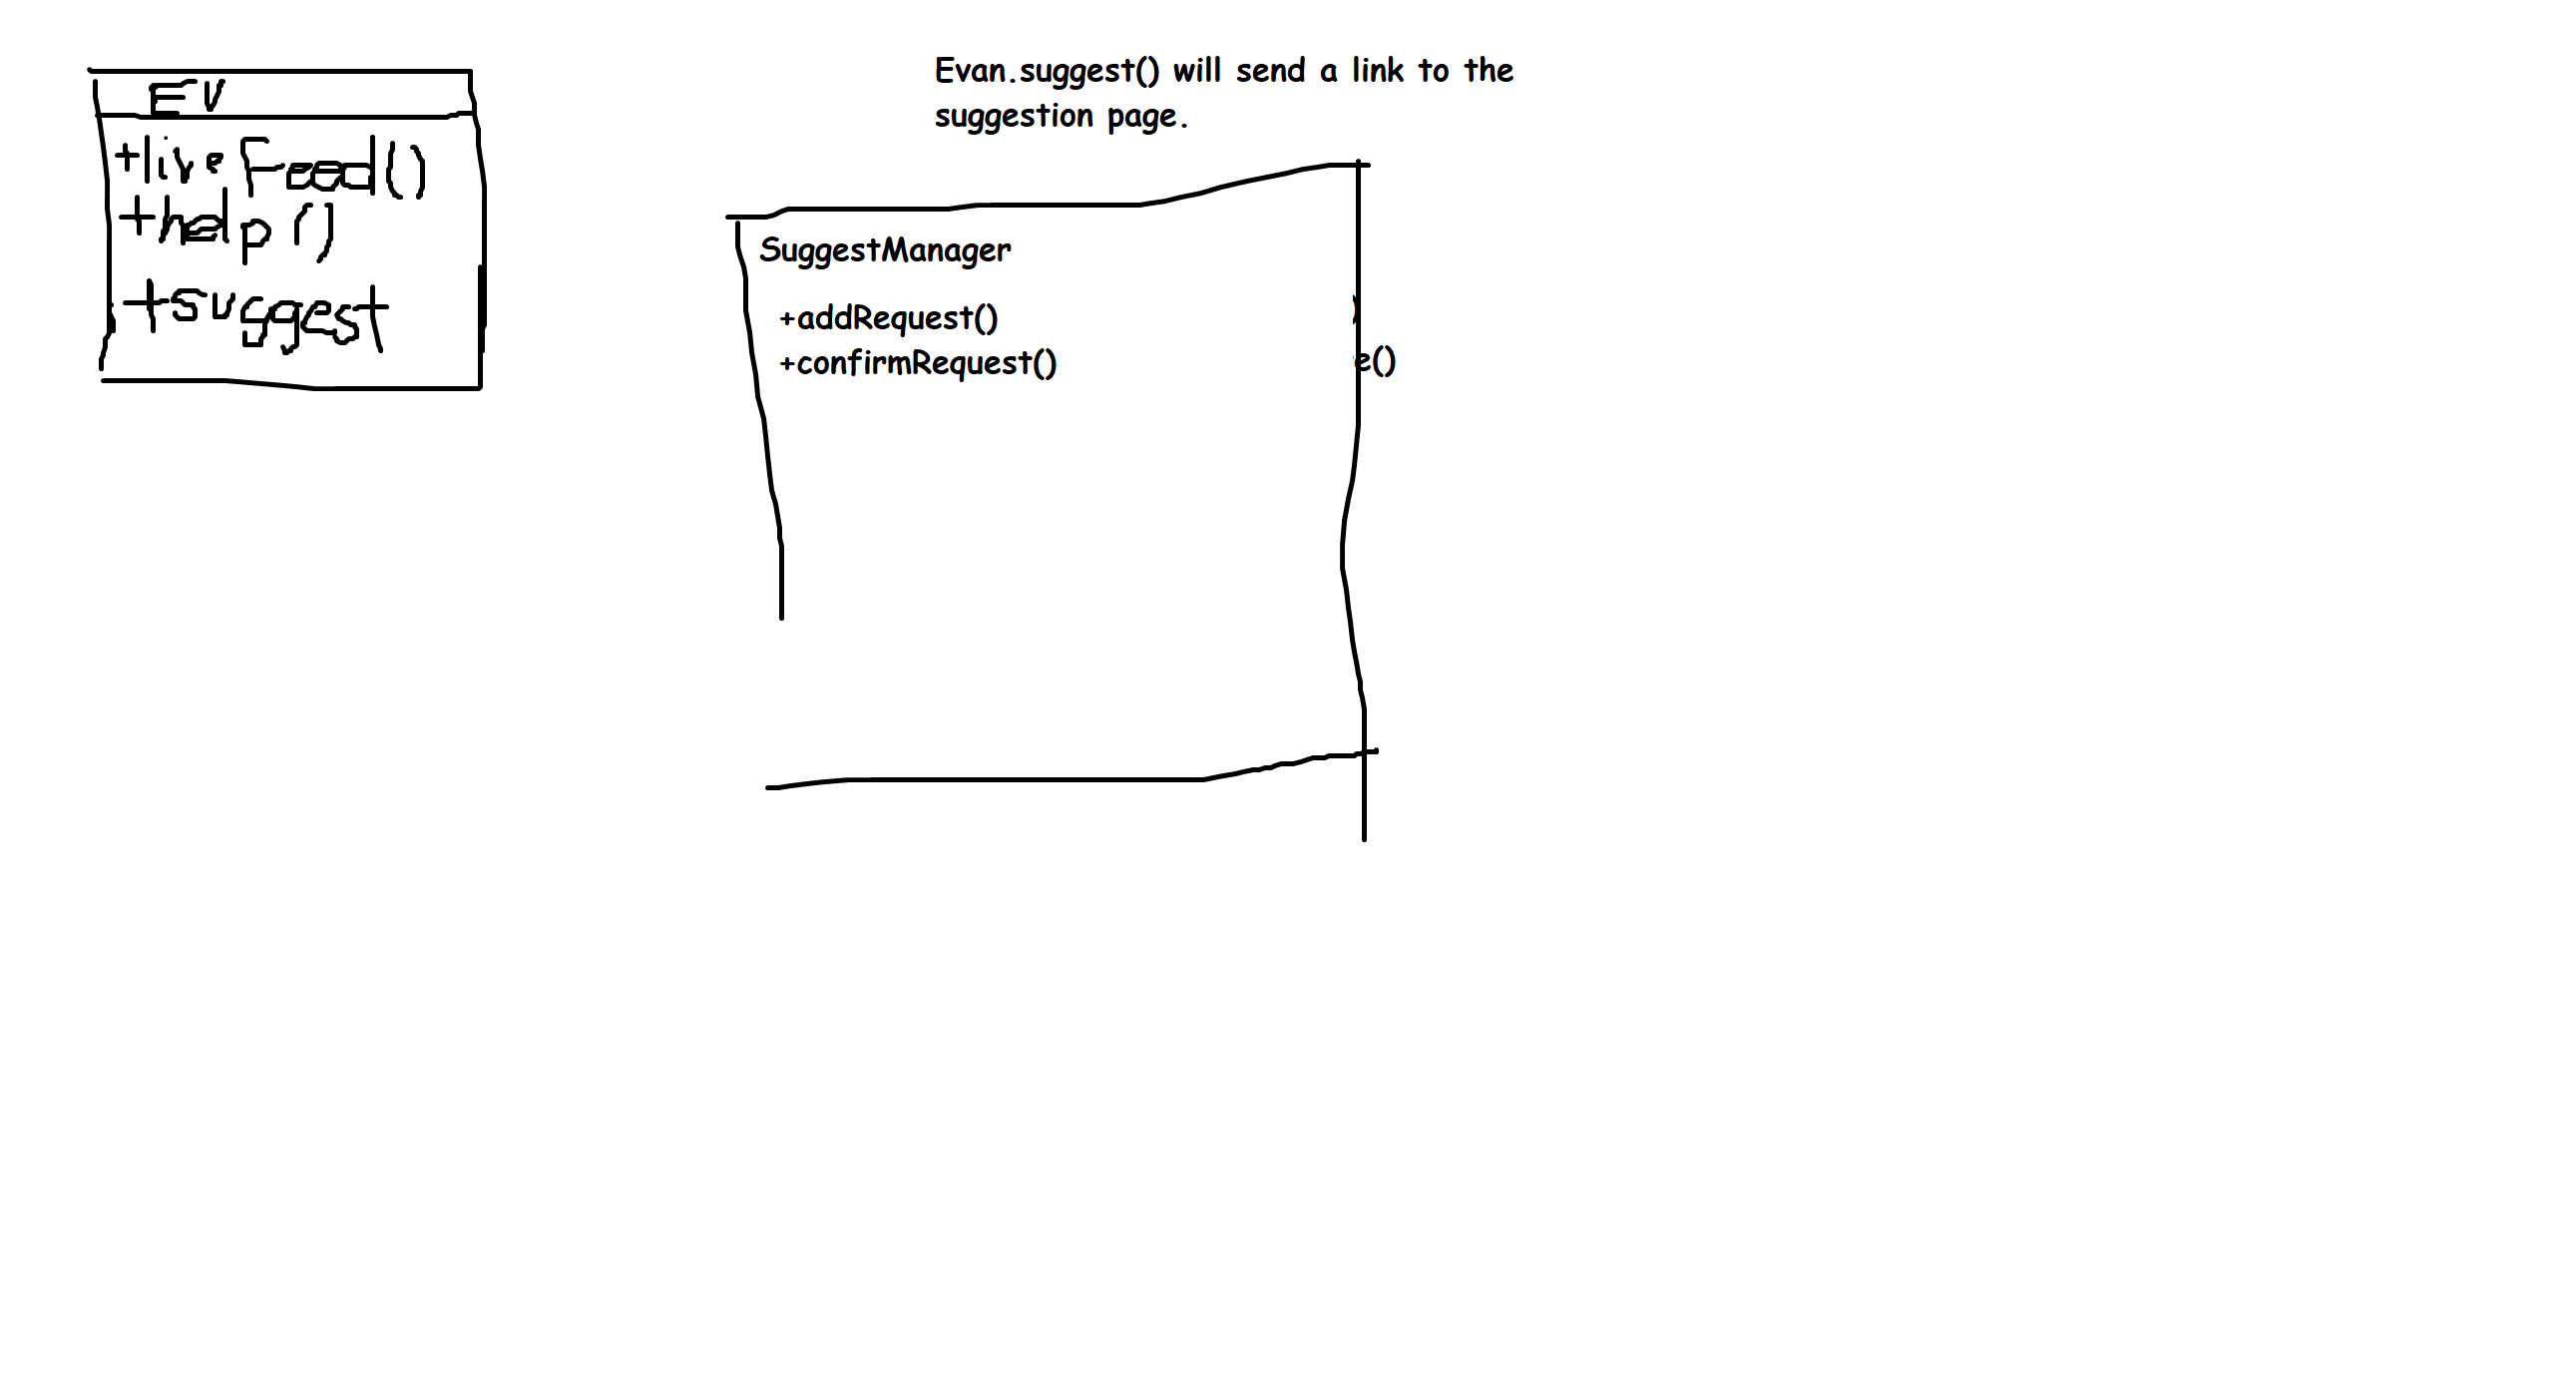 EV
+liveFeed()
+help()
+suggest
Evan.suggest() will send a link to the
suggestion page.
SuggestManager
+addRequest()
+confirmRequest()
)
e()